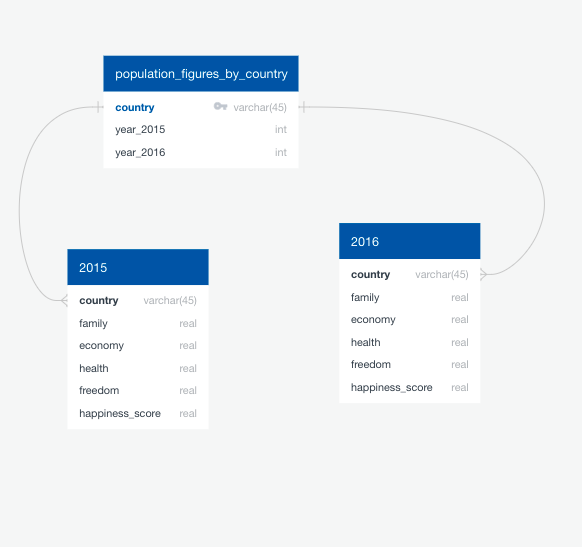 population_figures_by_country
country varchar(45)
year_2015 int
year_2016 int
2015
country varchar(45)
family real
economy real
health real
freedom real
happiness_score real
2016
country varchar(45)
family real
economy real
health real
freedom real
happiness_score real